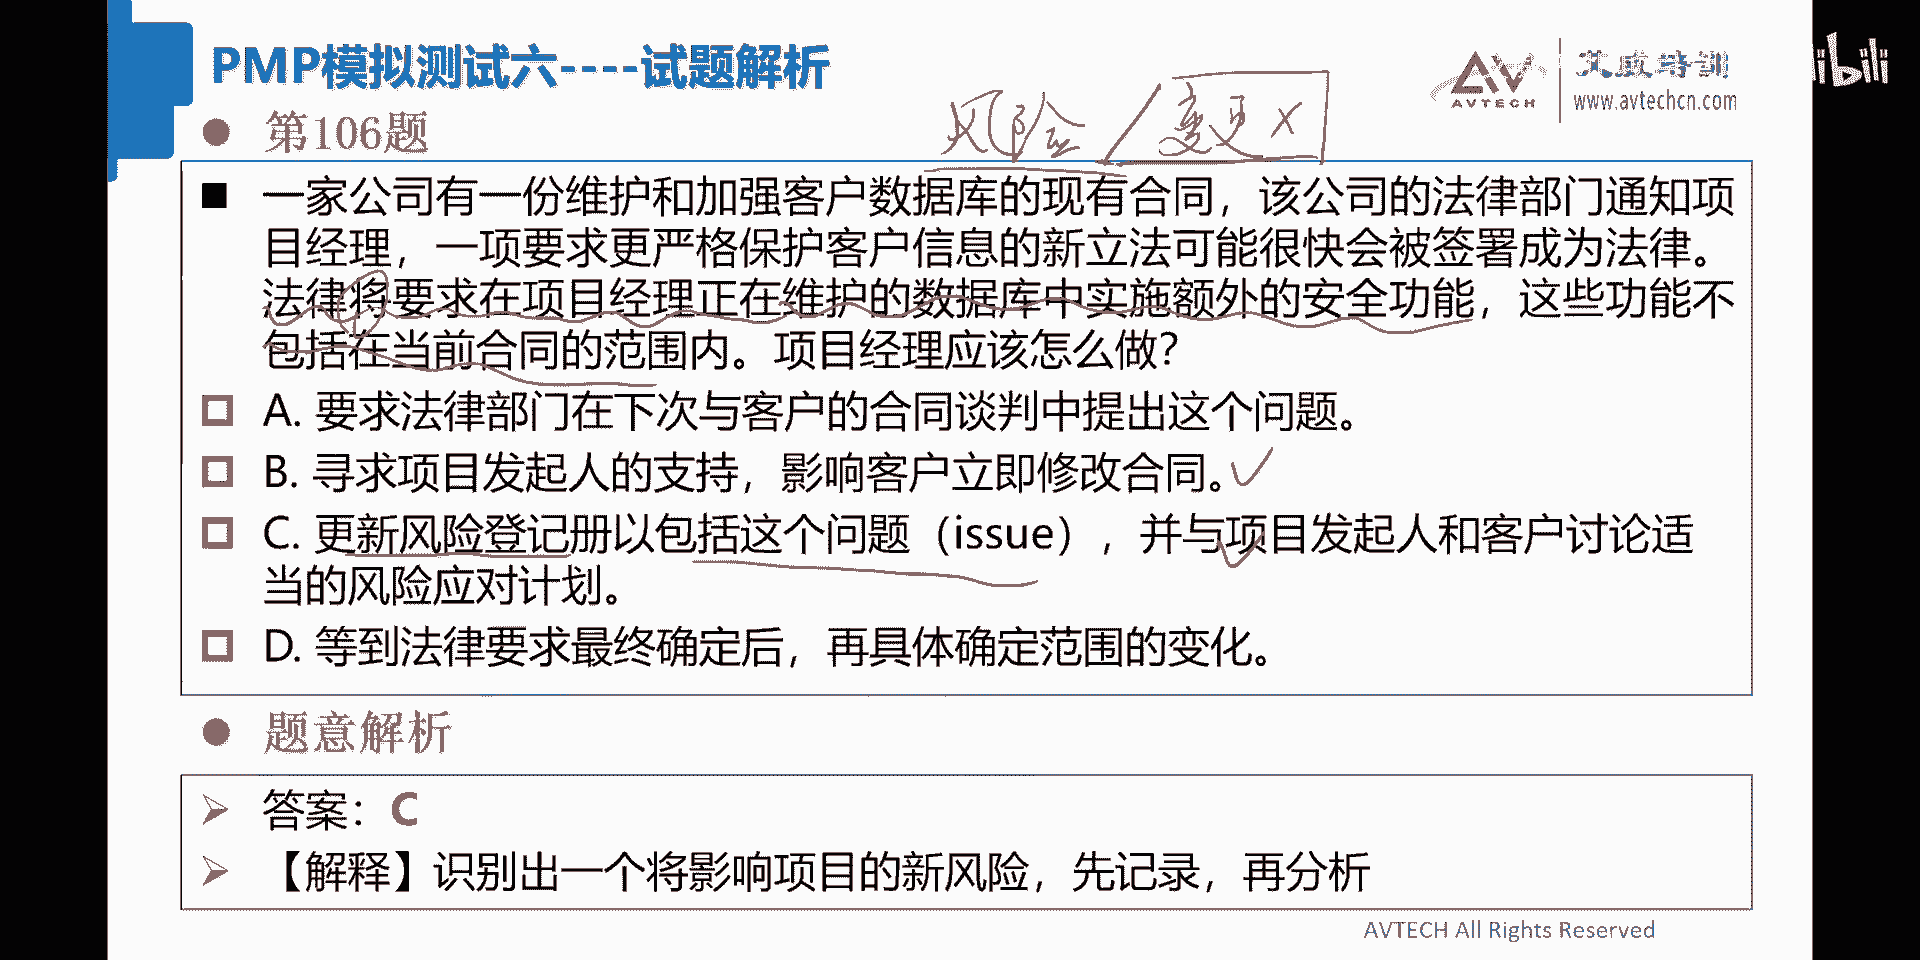 PMP模拟测试六----试题解析
AVTECH
艾威培训
www.avtechcn.com
第106题
风险/变更 x
一家公司有一份维护和加强客户数据库的现有合同，该公司的法律部门通知项
目经理，一项要求更严格保护客户信息的新立法可能很快会被签署成为法律。
法律将要求在项目经理正在维护的数据库中实施额外的安全功能，这些功能不
包括在当前合同的范围内。项目经理应该怎么做？
A. 要求法律部门在下次与客户的合同谈判中提出这个问题。
B. 寻求项目发起人的支持，影响客户立即修改合同。
C. 更新风险登记册以包括这个问题（issue），并与项目发起人和客户讨论适
当的风险应对计划。
D. 等到法律要求最终确定后，再具体确定范围的变化。
题意解析
答案：C
【解释】识别出一个将影响项目的新风险，先记录，再分析
AVTECH All Rights Reserved